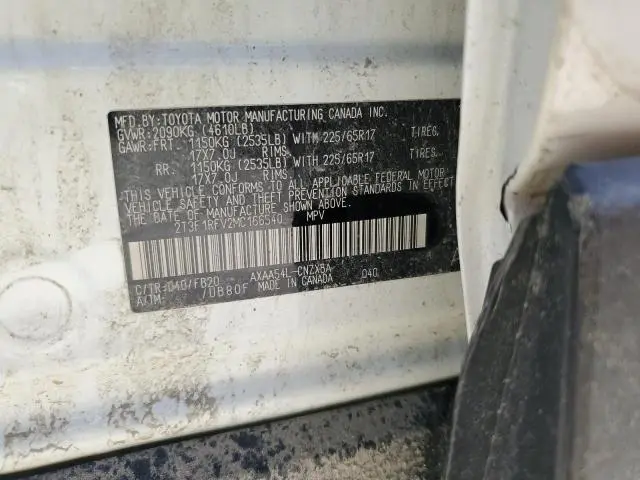 MFD.BY:TOYOTA MOTOR MANUFACTURING CANADA INC.
GVWR:2090KG (4610LB)
GAWR:FRT. 1150KG (2535LB) WITH 225/65R17 TIRES,
17X7.0J RIMS
RR. 1150KG (2535LB) WITH 225/65R17 TIRES,
17X7.0J RIMS
THIS VEHICLE CONFORMS TO ALL APPLICABLE FEDERAL MOTOR
VEHICLE SAFETY AND THEFT PREVENTION STANDARDS IN EFFECT
THE DATE OF MANUFACTURE SHOWN ABOVE.
MPV
C/TR:040/FB20 AXAA54L-CNZXBA 040
A/TM: /UB80F MADE IN CANADA